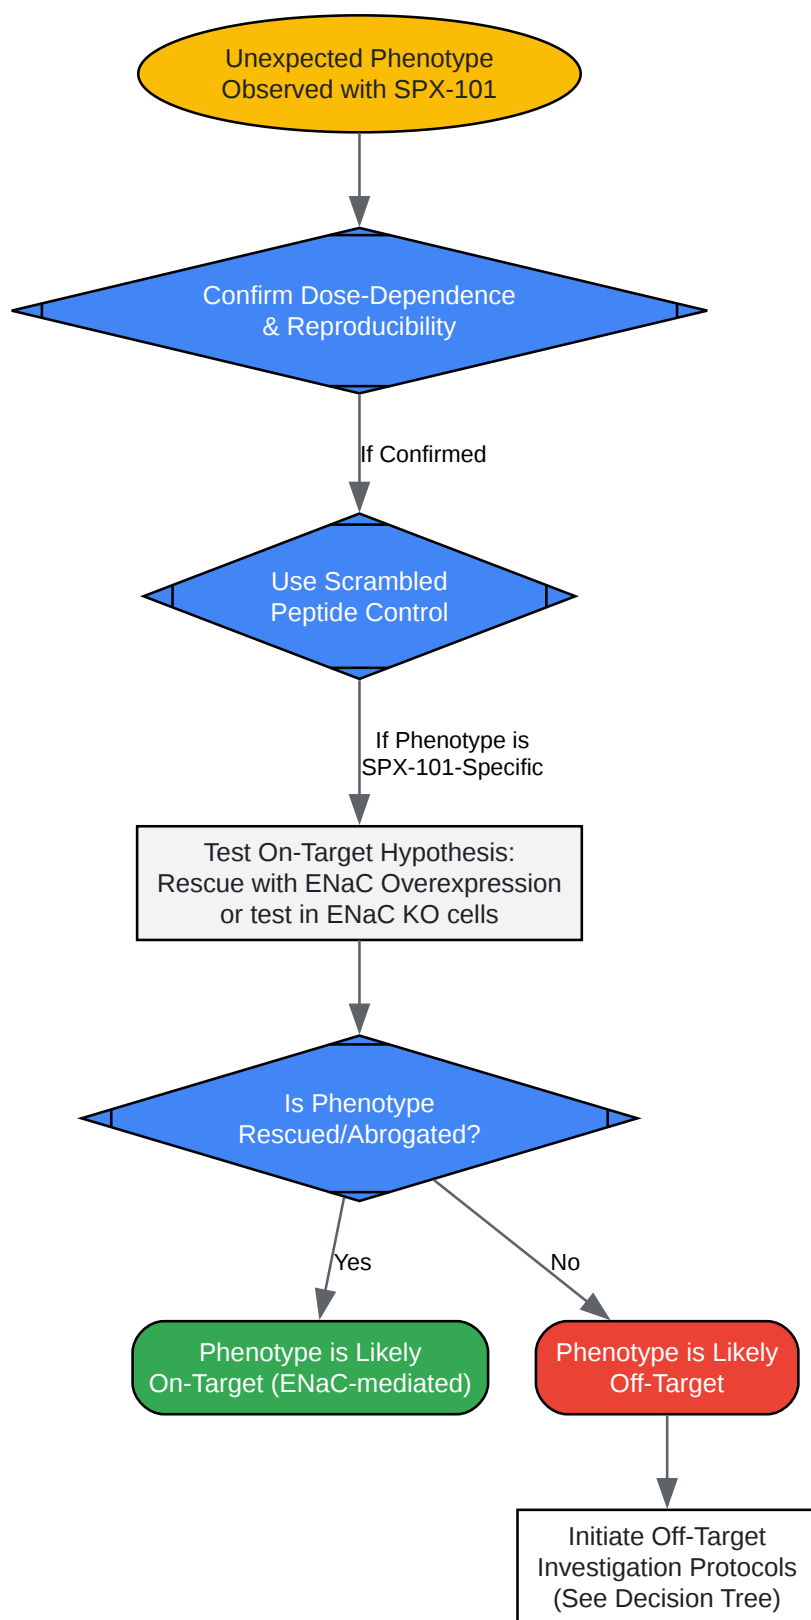 Unexpected Phenotype
Observed with SPX-101
Confirm Dose-Dependence
& Reproducibility
If Confirmed
Use Scrambled
Peptide Control
If Phenotype is
SPX-101-Specific
Test On-Target Hypothesis:
Rescue with ENaC Overexpression
or test in ENaC KO cells
Is Phenotype
Rescued/Abrogated?
Yes
No
Phenotype is Likely
On-Target (ENaC-mediated)
Phenotype is Likely
Off-Target
Initiate Off-Target
Investigation Protocols
(See Decision Tree)